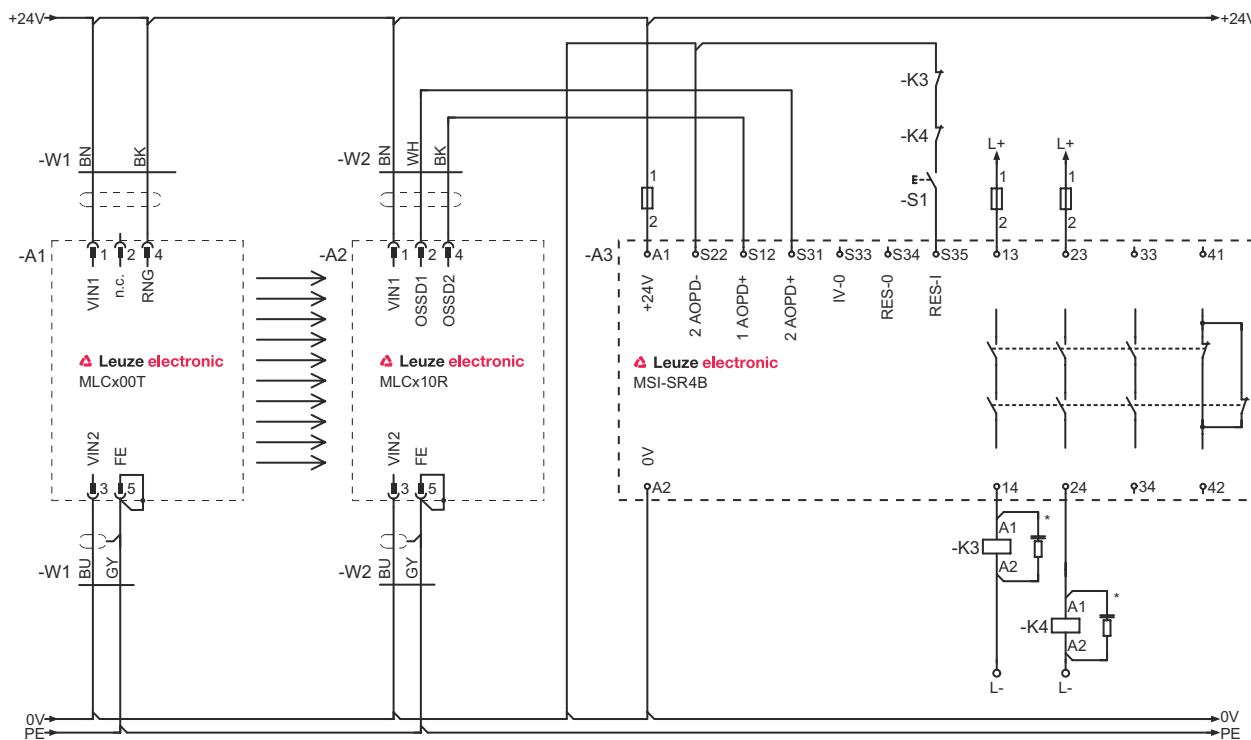 +24V
+24V
-K3
-K4
-S1
-W1
BN
BK
-W2
BN
WH
BK
L+
L+
1
2
1
2
1
2
-A1
1
2
4
VIN1
n.c.
RNG
-A2
1
2
4
VIN1
OSSD1
OSSD2
-A3
A1
S22
S12
S31
S33
S34
S35
13
23
33
41
+24V
2 AOPD-
1 AOPD+
2 AOPD+
IV-0
RES-0
RES-I
Leuze electronic
MLCx00T
Leuze electronic
MLCx10R
Leuze electronic
MSI-SR4B
VIN2
FE
3
5
VIN2
FE
3
5
0V
A2
14
24
34
42
-W1
BU
GY
-W2
BU
GY
-K3
A1
A2
*
-K4
A1
A2
*
L-
L-
0V
0V
PE
PE